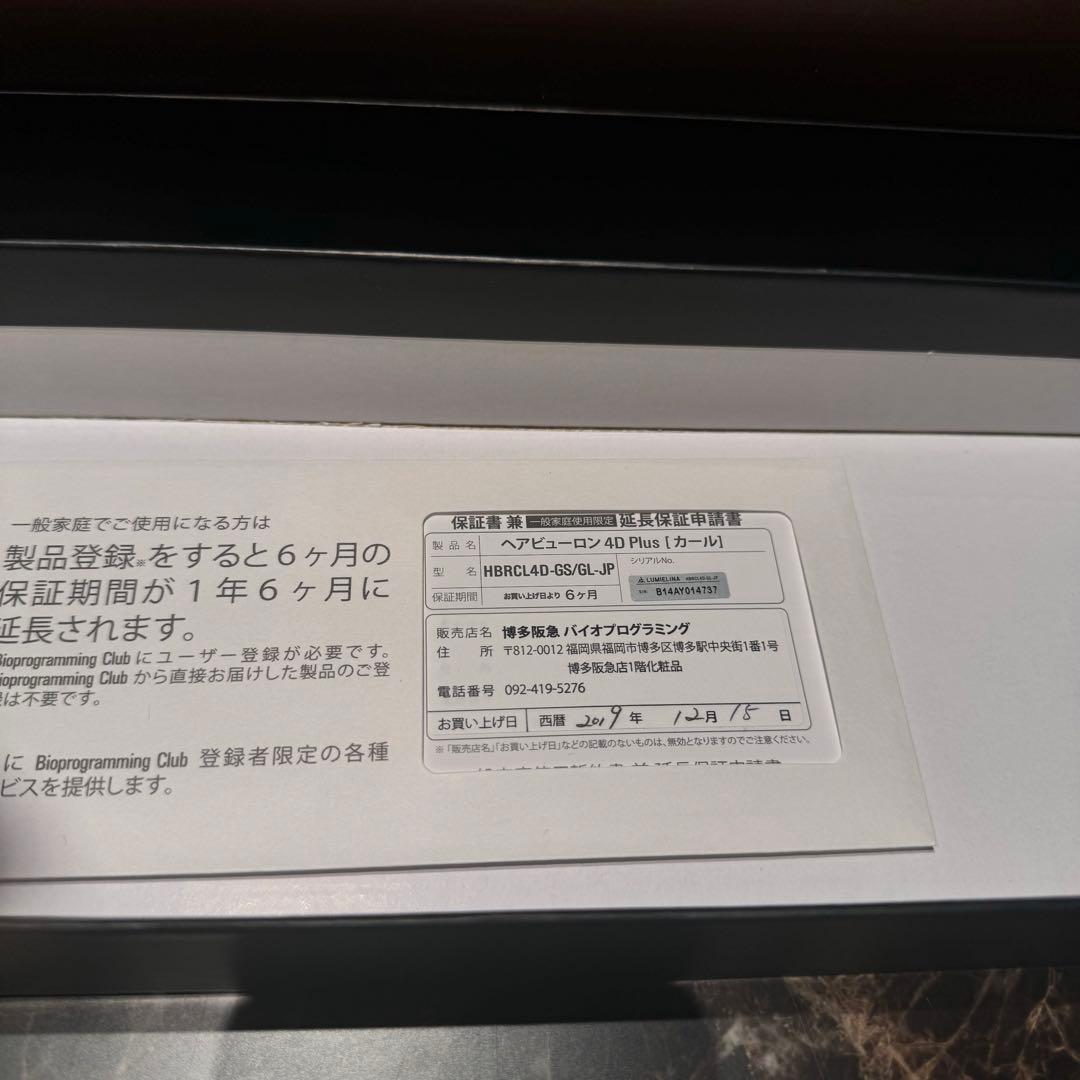 一般家庭でご使用になる方は
製品登録※をすると6ヶ月の
保証期間が1年6ヶ月に
延長されます。
Bioprogramming Club にユーザー登録が必要です。
Bioprogramming Club から直接お届けした製品のご登
は不要です。
に Bioprogramming Club 登録者限定の各種
ビスを提供します。
保証書 兼 一般家庭使用限定 延長保証申請書
製品名 ヘアビューロン 4D Plus [カール]
型名 HBRCL4D-GS/GL-JP シリアルNo.
LUMIELINA HBRCL4D-GL-JP
S/N: B14AY014737
保証期間 お買い上げ日より 6ヶ月
販売店名 博多阪急 バイオプログラミング
住所 〒812-0012 福岡県福岡市博多区博多駅中央街1番1号
博多阪急店1階化粧品
電話番号 092-419-5276
お買い上げ日 西暦 2019年 12月 15日
※「販売店名」「お買い上げ日」などの記載のないものは、無効となりますのでご注意ください。